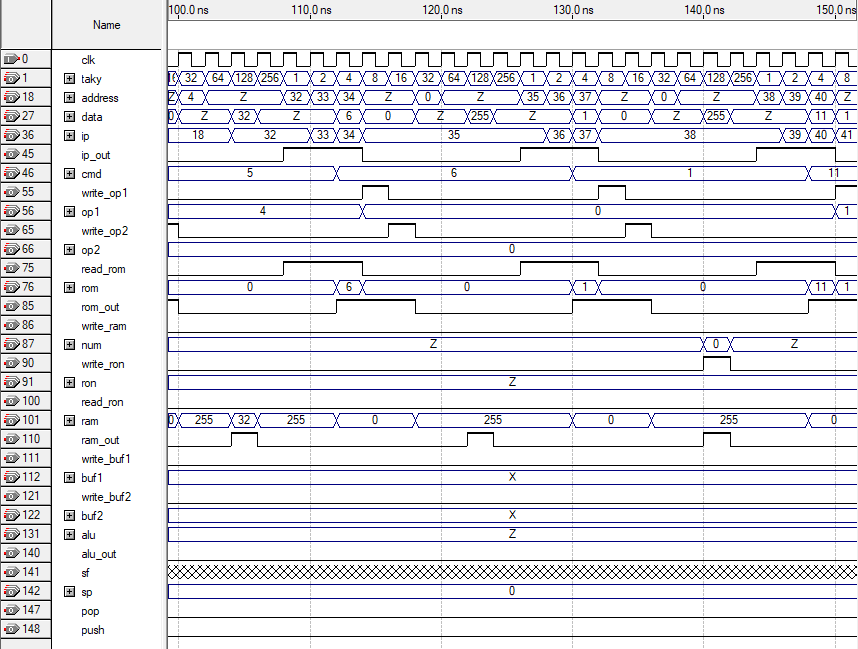 Name 100.0 ns 110.0 ns 120.0 ns 130.0 ns 140.0 ns 150.0 ns
0 clk
1 taky 16 32 64 128 256 1 2 4 8 16 32 64 128 256 1 2 4 8 16 32 64 128 256 1 2 4 8
18 address Z 4 Z 32 33 34 Z 0 Z 35 36 37 Z 0 Z 38 39 40 Z
27 data 0 Z 32 Z 6 0 Z 255 Z 1 0 Z 255 Z 11 1
36 ip 18 32 33 34 35 36 37 38 39 40 41
45 ip_out
46 cmd 5 6 1 11
55 write_op1
56 op1 4 0 1
65 write_op2
66 op2 0
75 read_rom
76 rom 0 6 0 1 0 11 1
85 rom_out
86 write_ram
87 num Z 0 Z
90 write_ron
91 ron Z
100 read_ron
101 ram 0 255 32 255 0 255 0 255 0
110 ram_out
111 write_buf1
112 buf1 X
121 write_buf2
122 buf2 X
131 alu Z
140 alu_out
141 sf
142 sp 0
147 pop
148 push